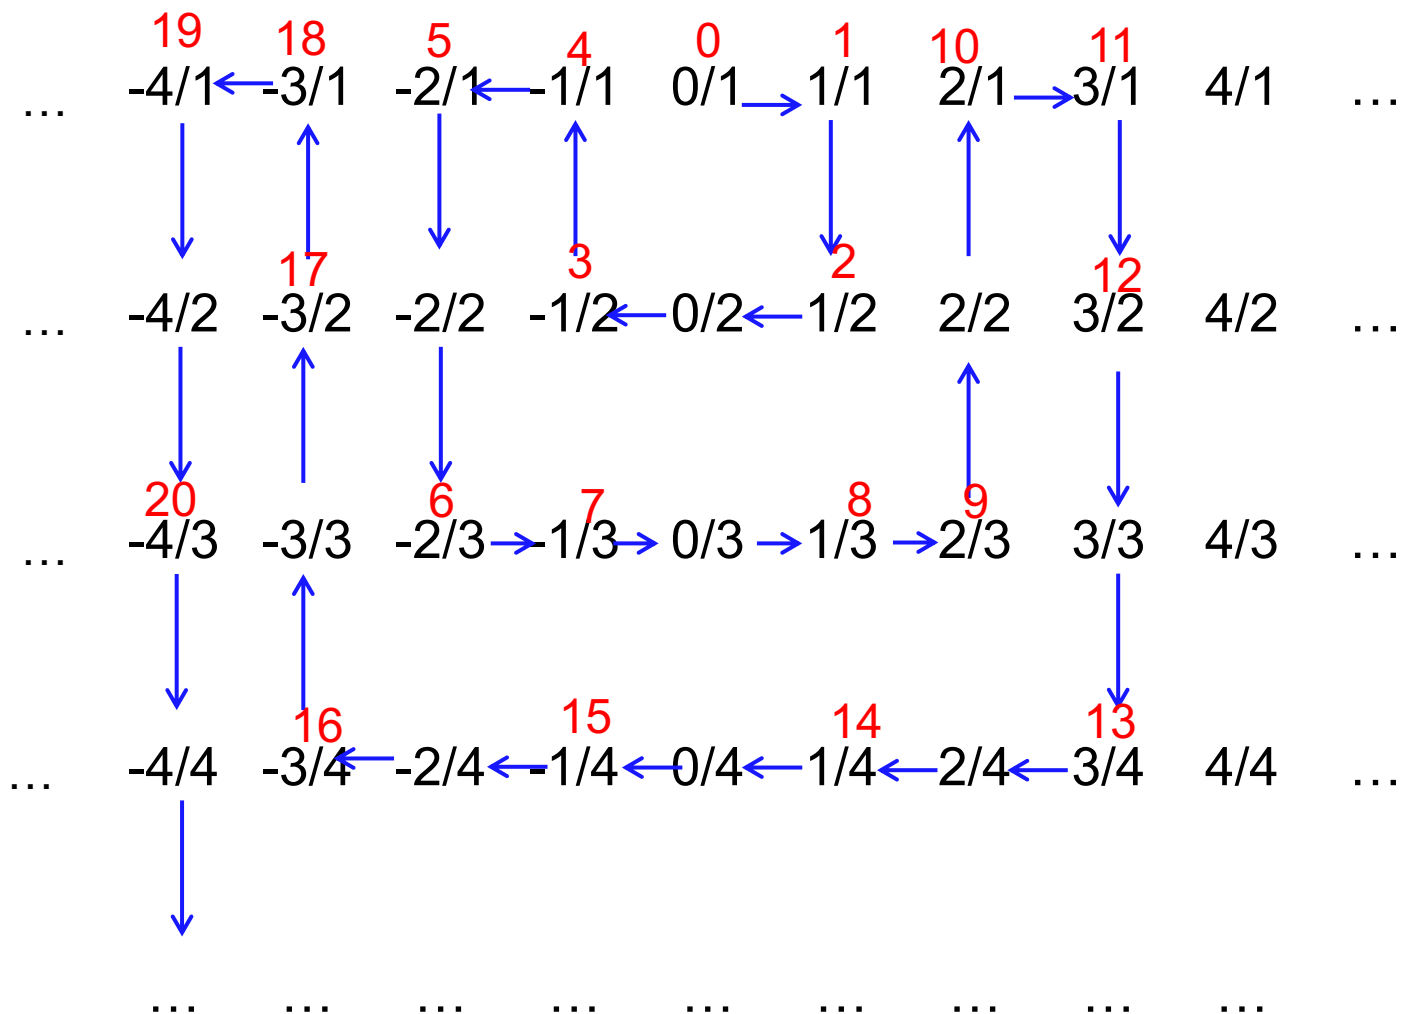 19 18 5 4 0 1 10 11
… -4/1 -3/1 -2/1 -1/1 0/1 1/1 2/1 3/1 4/1 …
17 3 2 12
… -4/2 -3/2 -2/2 -1/2 0/2 1/2 2/2 3/2 4/2 …
20 6 7 8 9
… -4/3 -3/3 -2/3 -1/3 0/3 1/3 2/3 3/3 4/3 …
16 15 14 13
… -4/4 -3/4 -2/4 -1/4 0/4 1/4 2/4 3/4 4/4 …
… … … … … … … … …